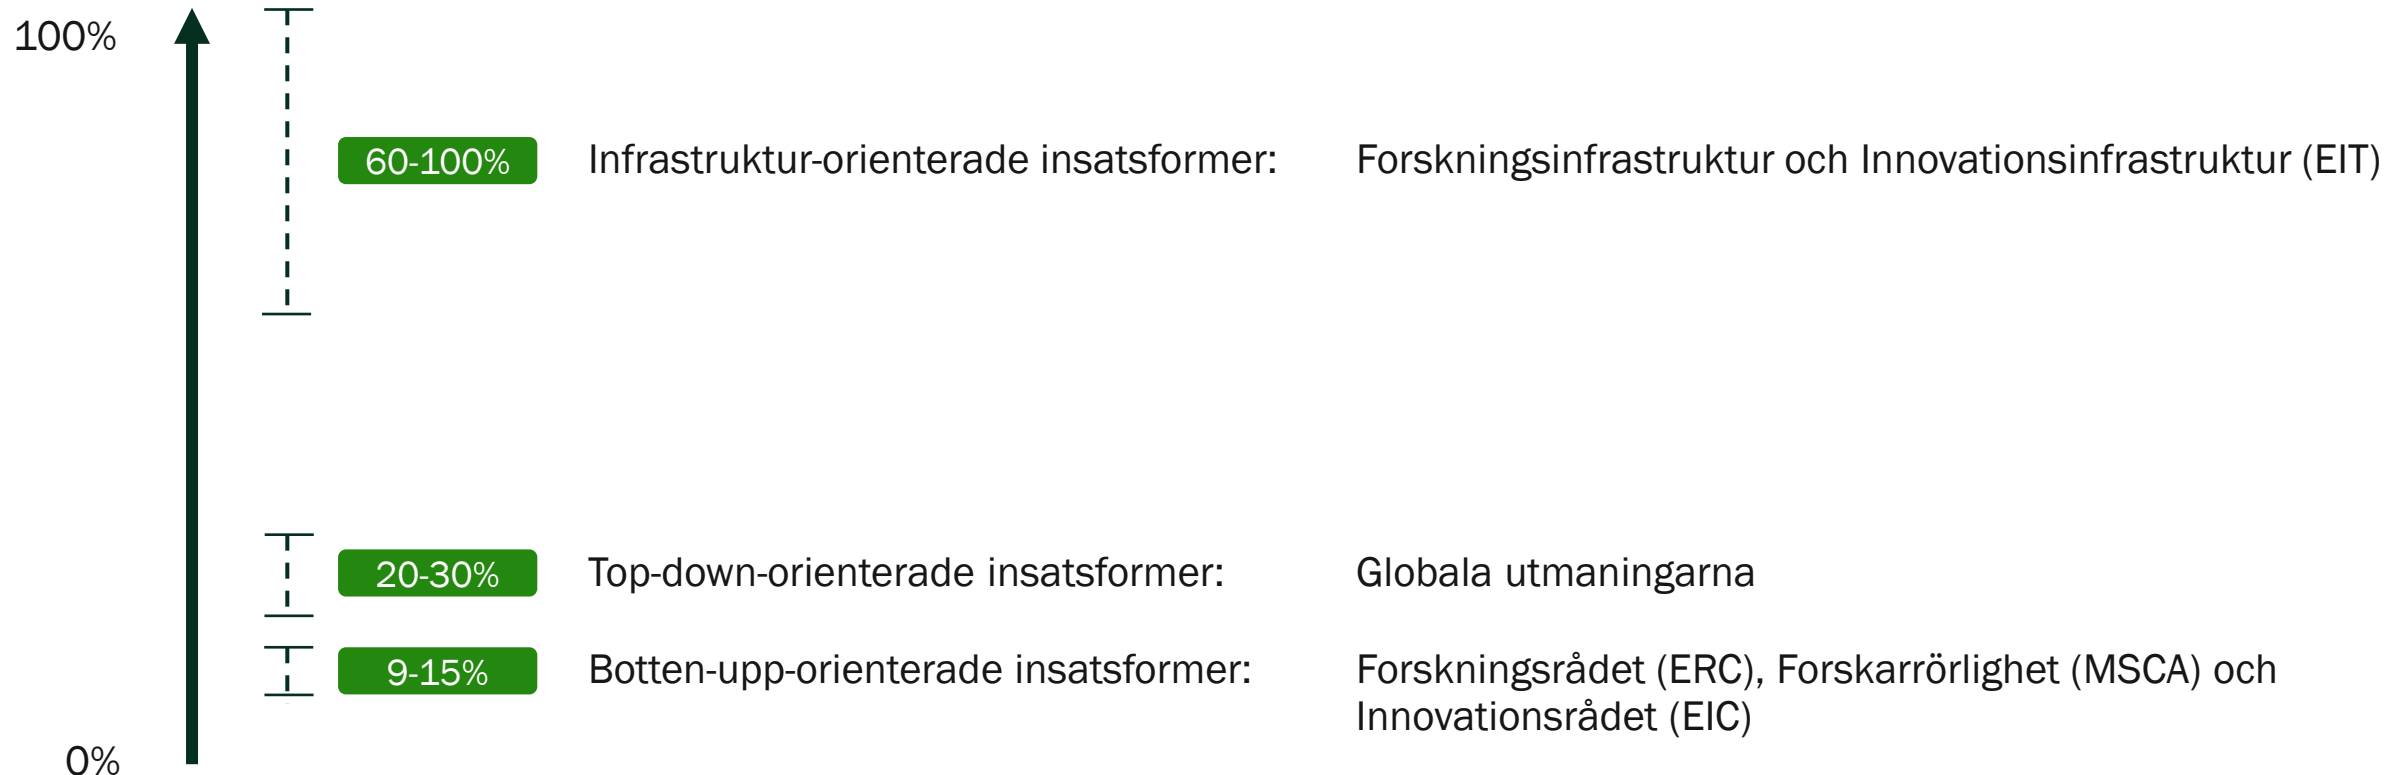 100%
60-100% Infrastruktur-orienterade insatsformer: Forskningsinfrastruktur och Innovationsinfrastruktur (EIT)
20-30% Top-down-orienterade insatsformer: Globala utmaningarna
9-15% Botten-upp-orienterade insatsformer: Forskningsrådet (ERC), Forskarrörlighet (MSCA) och
Innovationsrådet (EIC)
0%